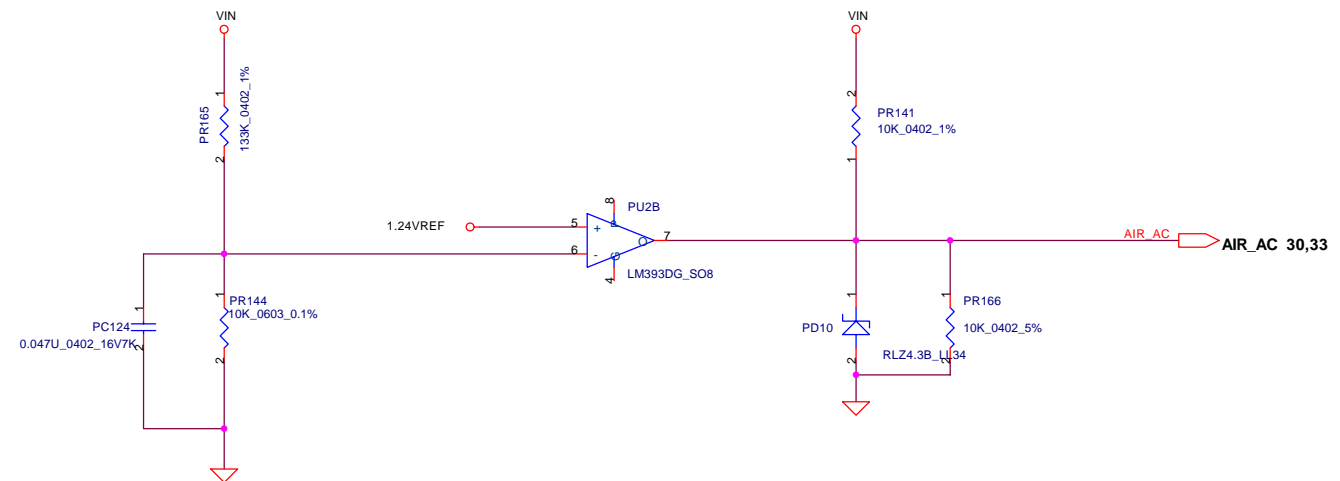 VIN
1
PR165
133K_0402_1%
2
VIN
2
PR141
10K_0402_1%
1
1.24VREF
5
+
6
-
8
P
PU2B
O
7
G
LM393DG_SO8
4
AIR_AC
AIR_AC 30,33
1
PC124
2
0.047U_0402_16V7K
1
PR144
10K_0603_0.1%
2
1
PD10
2
RLZ4.3B_LL34
1
PR166
10K_0402_5%
2